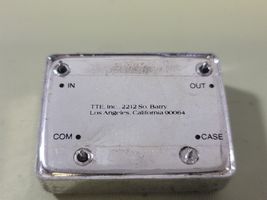 IN OUT
TTE, Inc., 2212 So. Barry
Los Angeles, California 90064
COM CASE